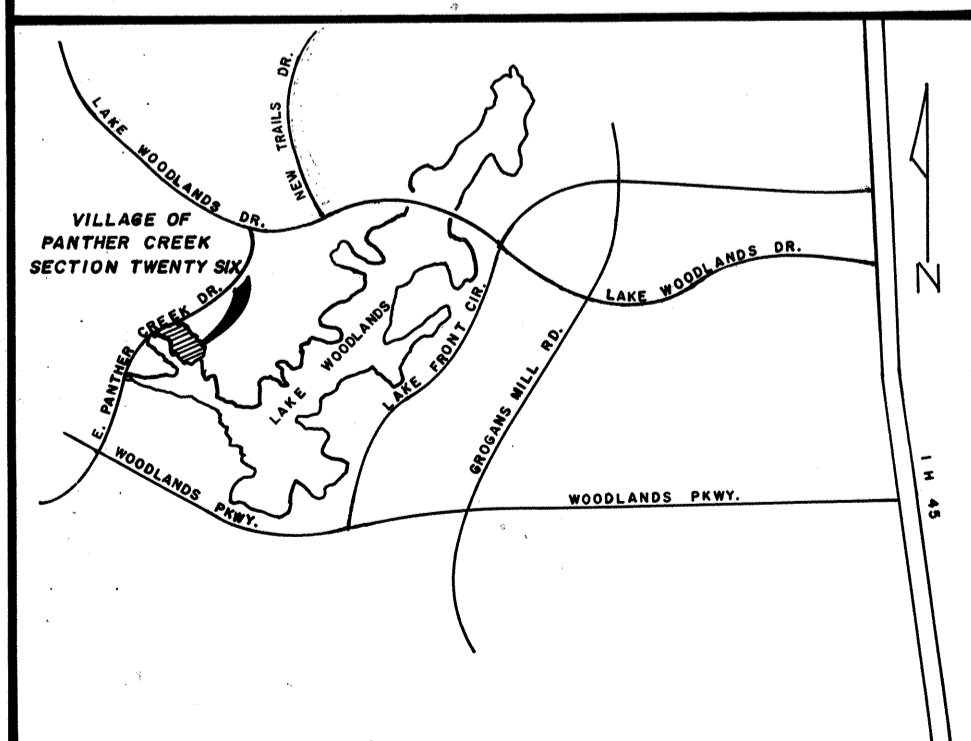 NEW TRAILS DR.
LAKE WOODLANDS DR.
VILLAGE OF
PANTHER CREEK
SECTION TWENTY SIX
E. PANTHER CREEK DR.
LAKE WOODLANDS
LAKE FRONT CIR.
LAKE WOODLANDS DR.
GROGANS MILL RD.
WOODLANDS PKWY.
WOODLANDS PKWY.
I H 45
N